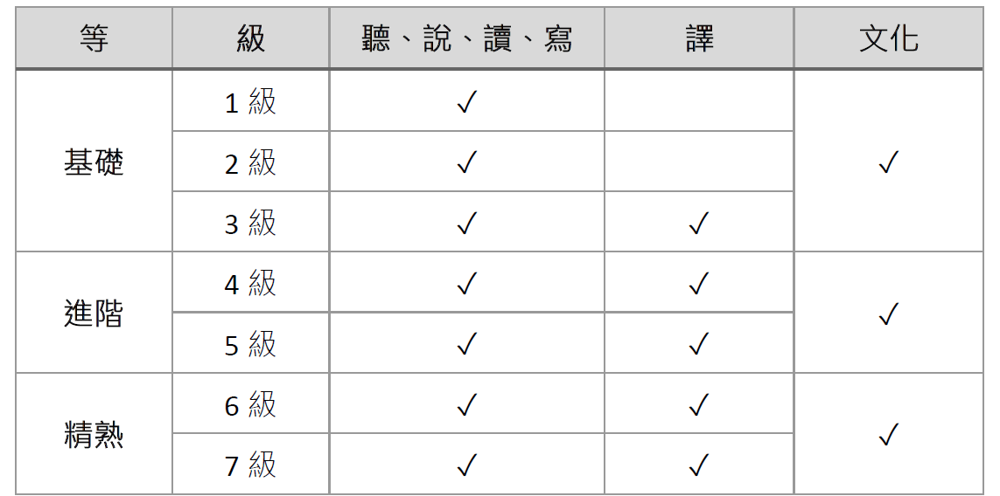 等 級 聽、說、讀、寫 譯 文化
基礎 1 級 ✓ ✓
2 級 ✓
3 級 ✓ ✓
進階 4 級 ✓ ✓ ✓
5 級 ✓ ✓
精熟 6 級 ✓ ✓ ✓
7 級 ✓ ✓